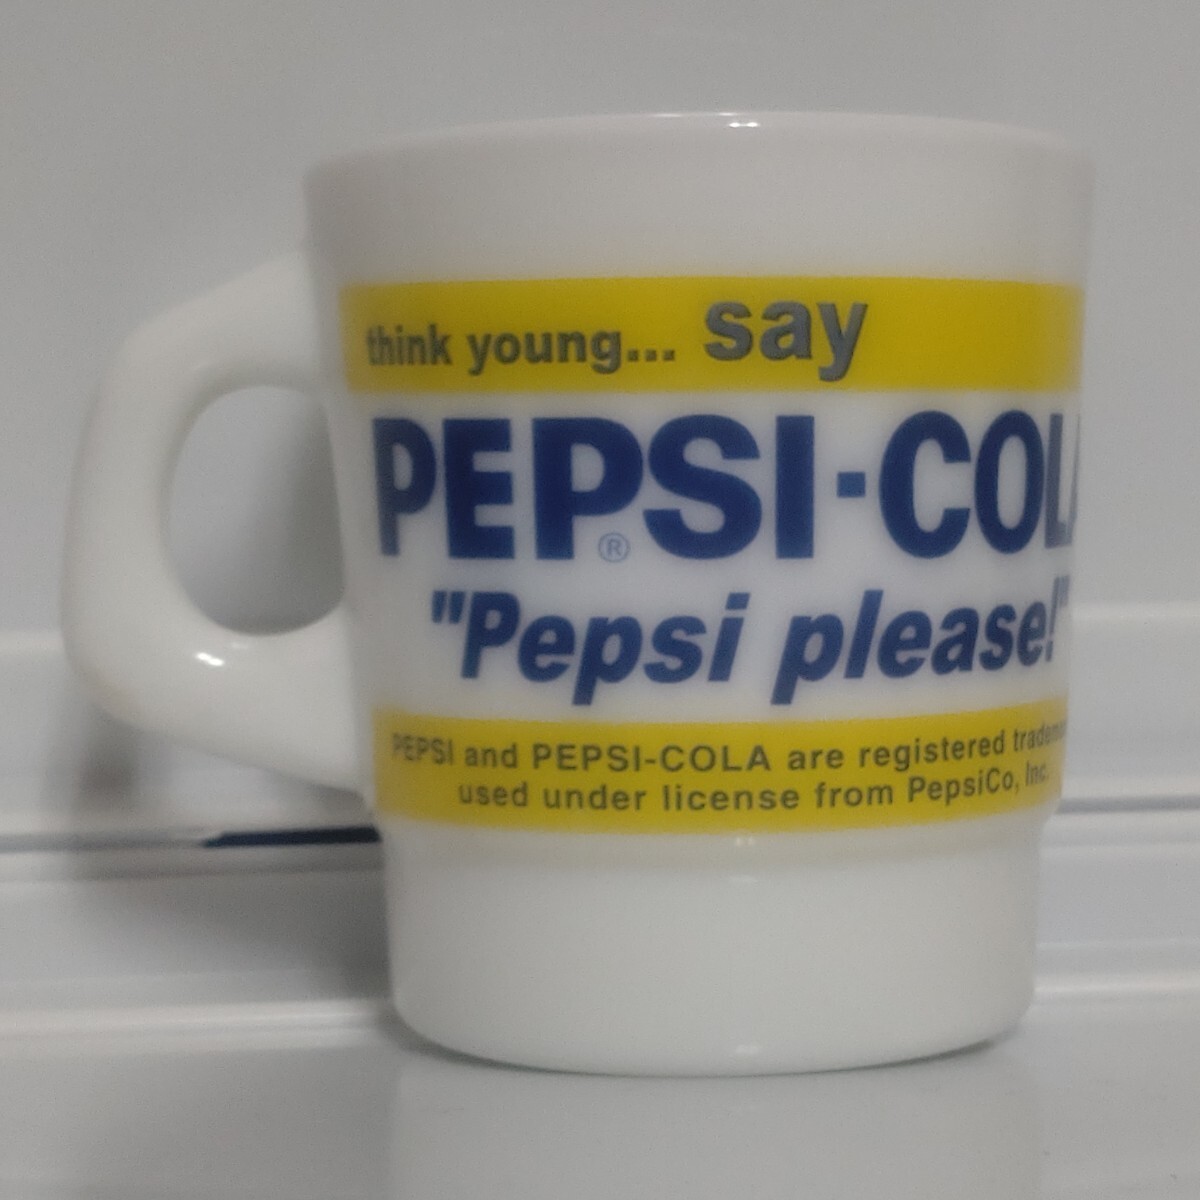 think young... say
PEPSI-COLA
®
"Pepsi please!"
PEPSI and PEPSI-COLA are registered
used under license from PepsiCo, Inc.